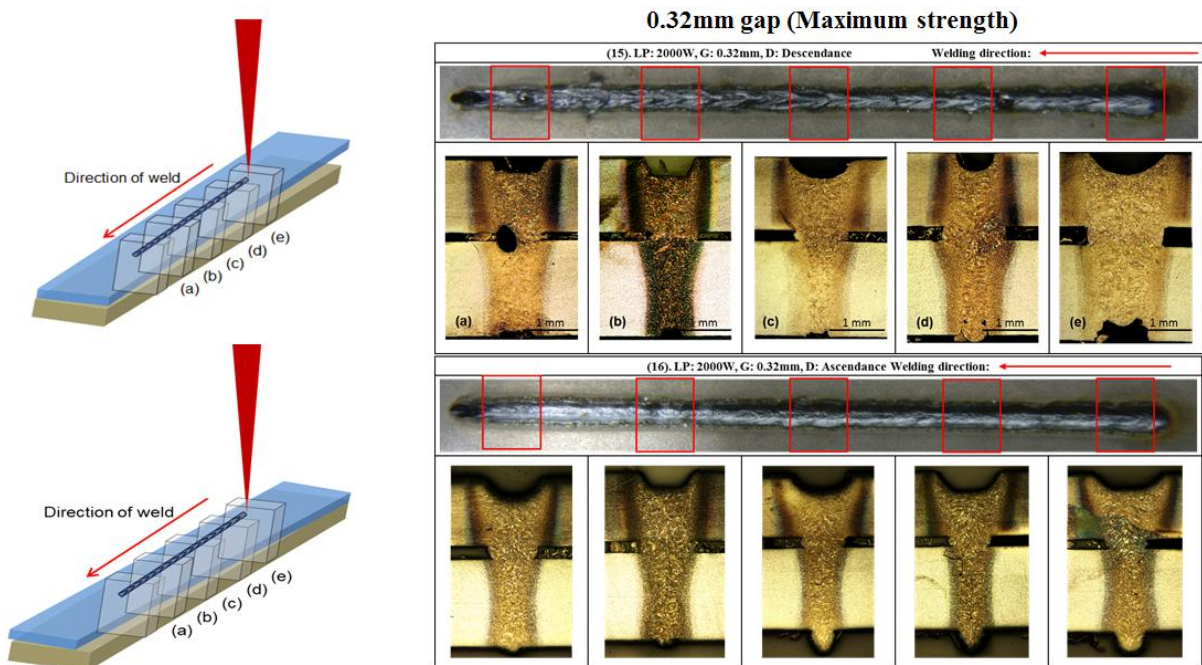 0.32mm gap (Maximum strength)
(15). LP: 2000W, G: 0.32mm, D: Descendance Welding direction:
Direction of weld
(a)
(b)
(c)
(d)
(e)
(a) 1 mm
(b) 1 mm
(c) 1 mm
(d) 1 mm
(e) 1 mm
(16). LP: 2000W, G: 0.32mm, D: Ascendance Welding direction:
Direction of weld
(a)
(b)
(c)
(d)
(e)